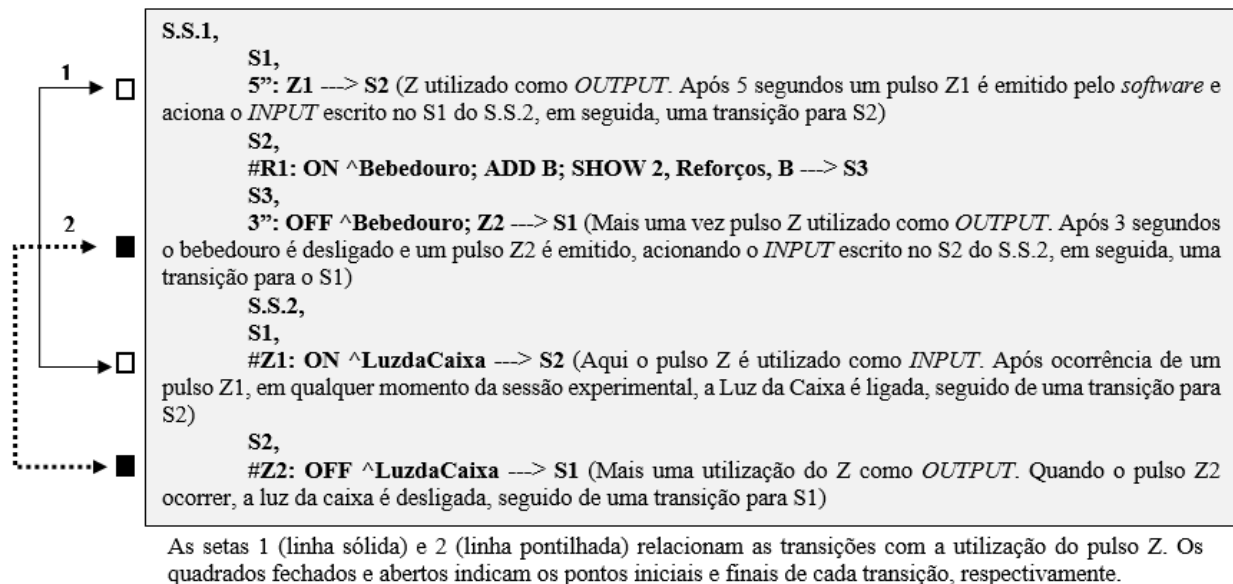 S.S.1,
S1,
1
5”: Z1 ---> S2 (Z utilizado como OUTPUT. Após 5 segundos um pulso Z1 é emitido pelo software e
aciona o INPUT escrito no S1 do S.S.2, em seguida, uma transição para S2)
S2,
#R1: ON ^Bebedouro; ADD B; SHOW 2, Reforços, B ---> S3
S3,
2
3”: OFF ^Bebedouro; Z2 ---> S1 (Mais uma vez pulso Z utilizado como OUTPUT. Após 3 segundos
o bebedouro é desligado e um pulso Z2 é emitido, acionando o INPUT escrito no S2 do S.S.2, em seguida, uma
transição para o S1)
S.S.2,
S1,
#Z1: ON ^LuzdaCaixa ---> S2 (Aqui o pulso Z é utilizado como INPUT. Após ocorrência de um
pulso Z1, em qualquer momento da sessão experimental, a Luz da Caixa é ligada, seguido de uma transição para
S2)
S2,
#Z2: OFF ^LuzdaCaixa ---> S1 (Mais uma utilização do Z como OUTPUT. Quando o pulso Z2
ocorrer, a luz da caixa é desligada, seguido de uma transição para S1)
As setas 1 (linha sólida) e 2 (linha pontilhada) relacionam as transições com a utilização do pulso Z. Os
quadrados fechados e abertos indicam os pontos iniciais e finais de cada transição, respectivamente.